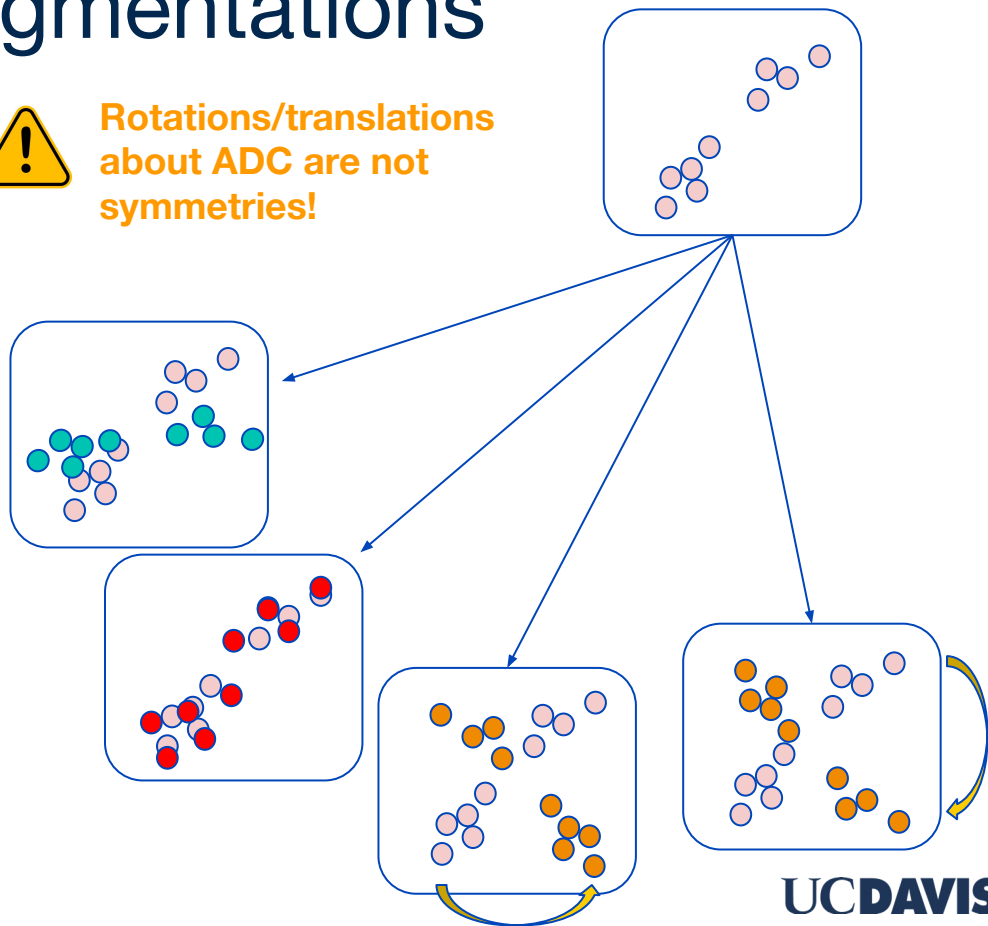 gmentations
Rotations/translations
about ADC are not
symmetries!
UCDAVIS